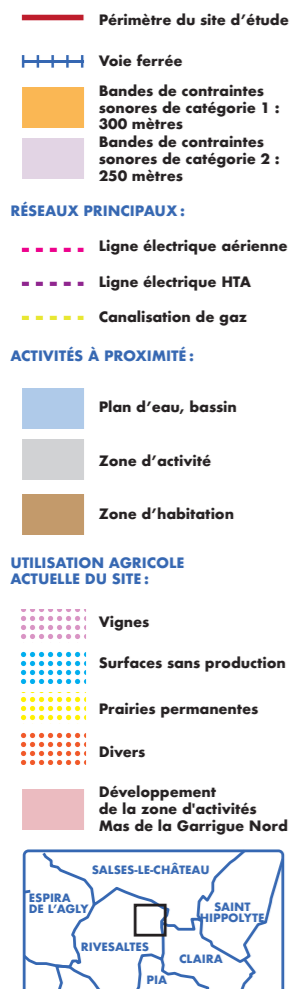 Périmètre du site d'étude
Voie ferrée
Bandes de contraintes
sonores de catégorie 1 :
300 mètres
Bandes de contraintes
sonores de catégorie 2 :
250 mètres
RÉSEAUX PRINCIPAUX :
Ligne électrique aérienne
Ligne électrique HTA
Canalisation de gaz
ACTIVITÉS À PROXIMITÉ :
Plan d'eau, bassin
Zone d'activité
Zone d'habitation
UTILISATION AGRICOLE
ACTUELLE DU SITE :
Vignes
Surfaces sans production
Prairies permanentes
Divers
Développement
de la zone d'activités
Mas de la Garrigue Nord
SALSES-LE-CHÂTEAU
ESPIRA
DE L'AGLY
SAINT
HIPPOLYTE
RIVESALTES
CLAIRA
PIA